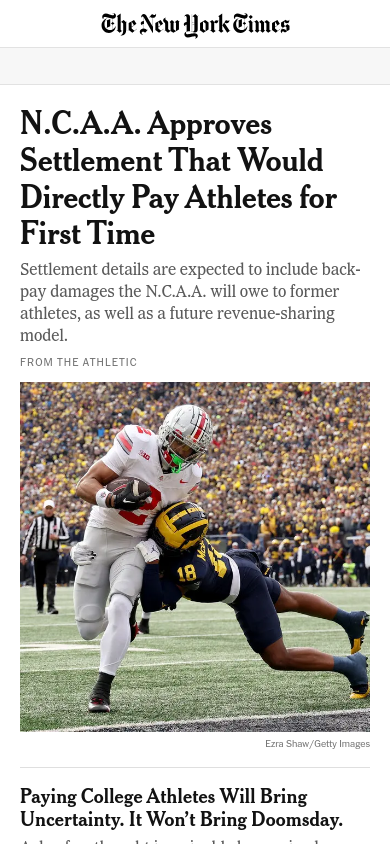 The New York Times
N.C.A.A. Approves
Settlement That Would
Directly Pay Athletes for
First Time
Settlement details are expected to include back-
pay damages the N.C.A.A. will owe to former
athletes, as well as a future revenue-sharing
model.
FROM THE ATHLETIC
2
18
Ezra Shaw/Getty Images
Paying College Athletes Will Bring
Uncertainty. It Won’t Bring Doomsday.